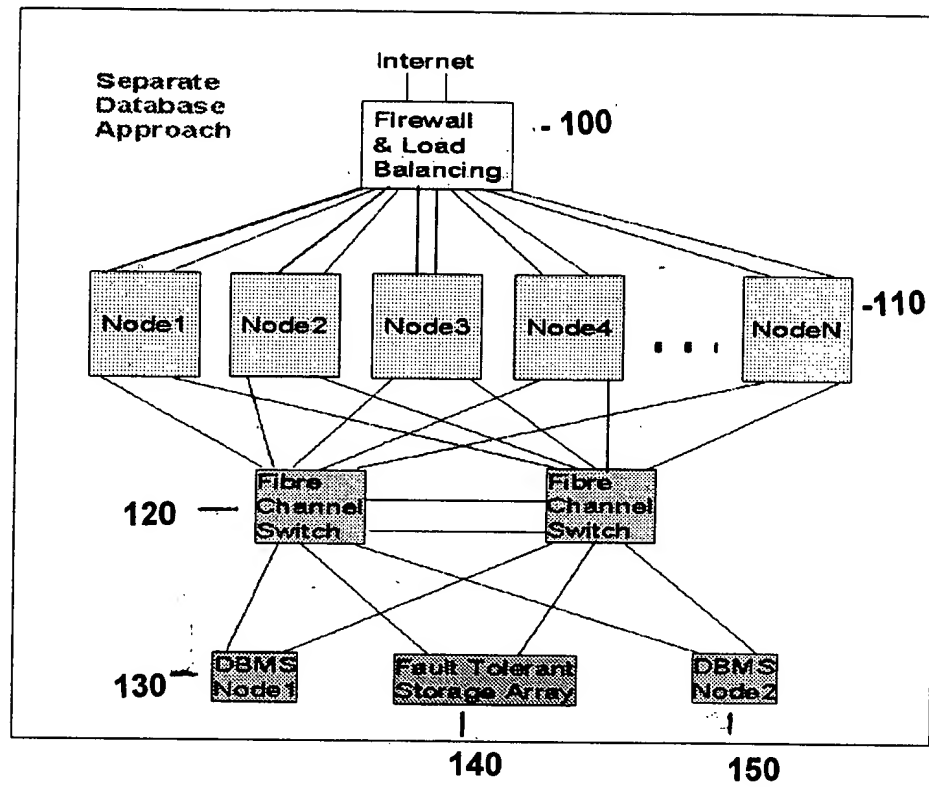 Internet
Separate
Database
Approach
Firewall
& Load
Balancing
- 100
Node1
Node2
Node3
Node4
. . .
NodeN
-110
120
Fibre
Channel
Switch
Fibre
Channel
Switch
130
DBMS
Node1
Fault Tolerant
Storage Array
DBMS
Node2
140
150